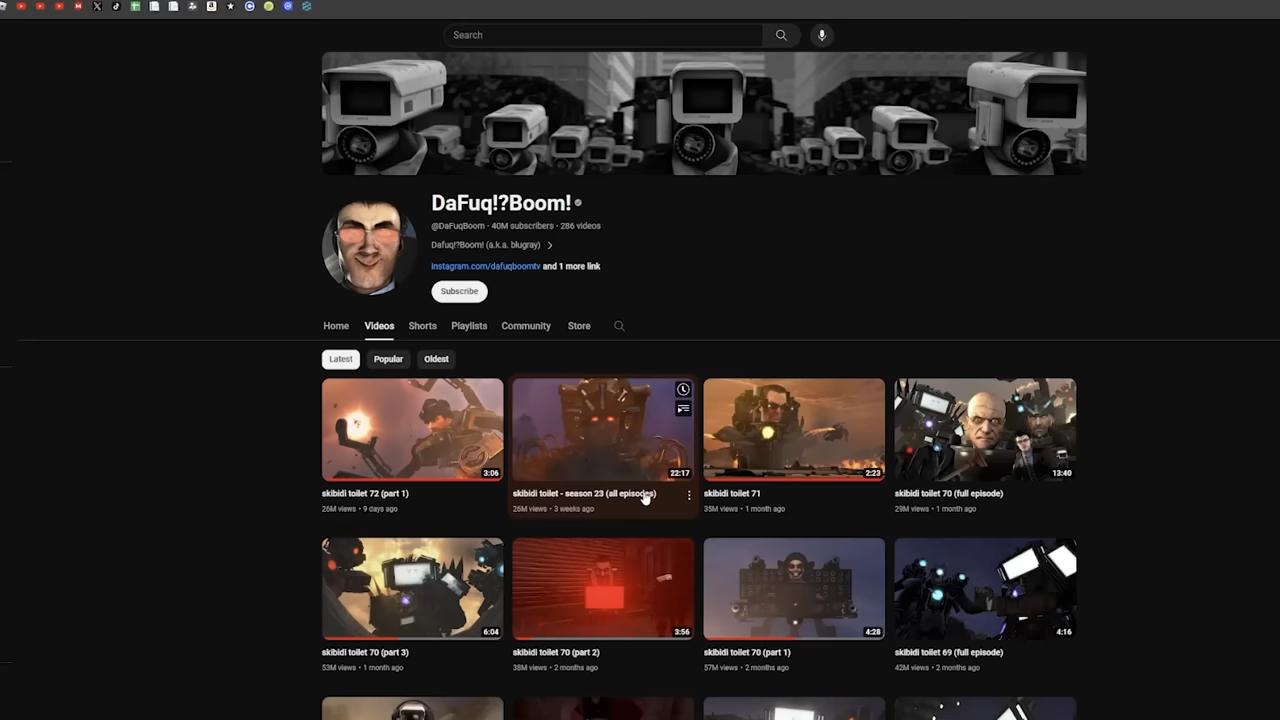 Search
DaFuq!?Boom!
@DaFuqBoom · 40M subscribers · 286 videos
Dafuq!?Boom! (a.k.a. blugray)
instagram.com/dafuqboomtv and 1 more link
Subscribe
Home Videos Shorts Playlists Community Store
Latest Popular Oldest
3:06 22:17 2:23 13:40
skibidi toilet 72 (part 1) skibidi toilet - season 23 (all episodes) skibidi toilet 71 skibidi toilet 70 (full episode)
26M views • 9 days ago 26M views • 3 weeks ago 35M views • 1 month ago 29M views • 1 month ago
6:04 3:56 4:28 4:16
skibidi toilet 70 (part 3) skibidi toilet 70 (part 2) skibidi toilet 70 (part 1) skibidi toilet 69 (full episode)
53M views • 1 month ago 38M views • 2 months ago 57M views • 2 months ago 42M views • 2 months ago